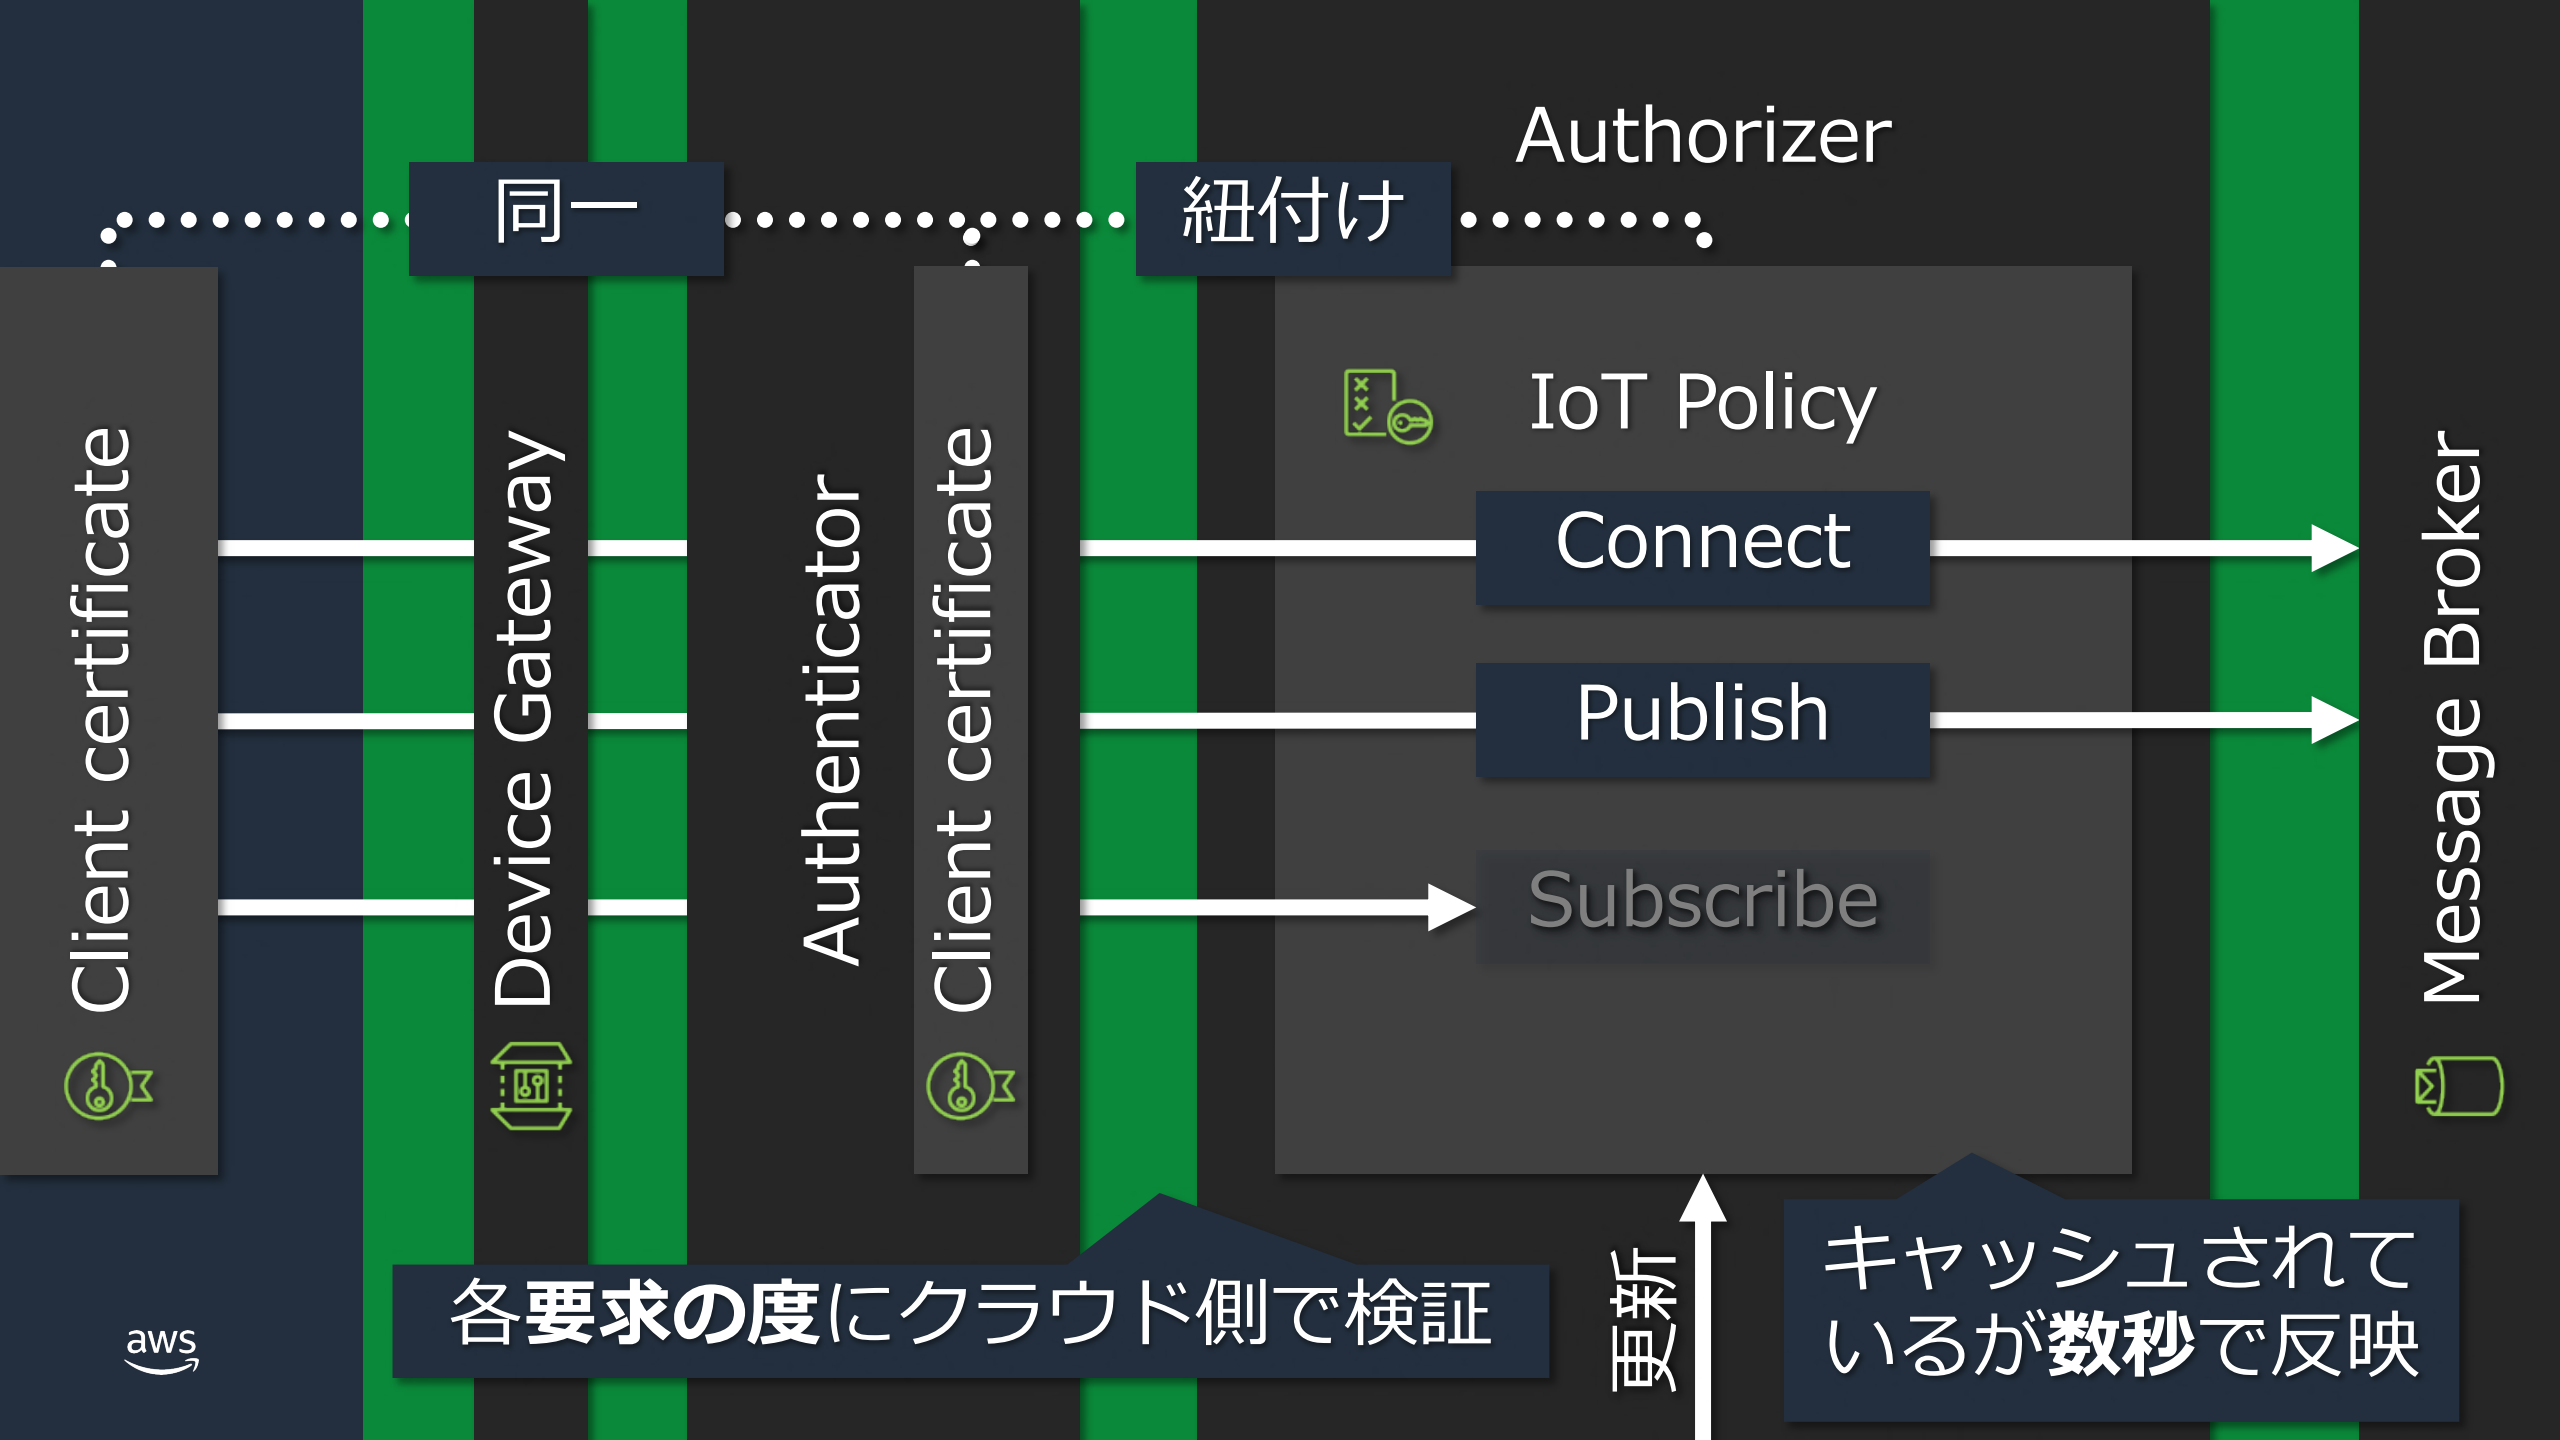 Authorizer
同一
紐付け
Client certificate
Device Gateway
Authenticator
Client certificate
IoT Policy
Connect
Publish
Subscribe
Message Broker
各要求の度にクラウド側で検証
更新
キャッシュされて
いるが数秒で反映
aws